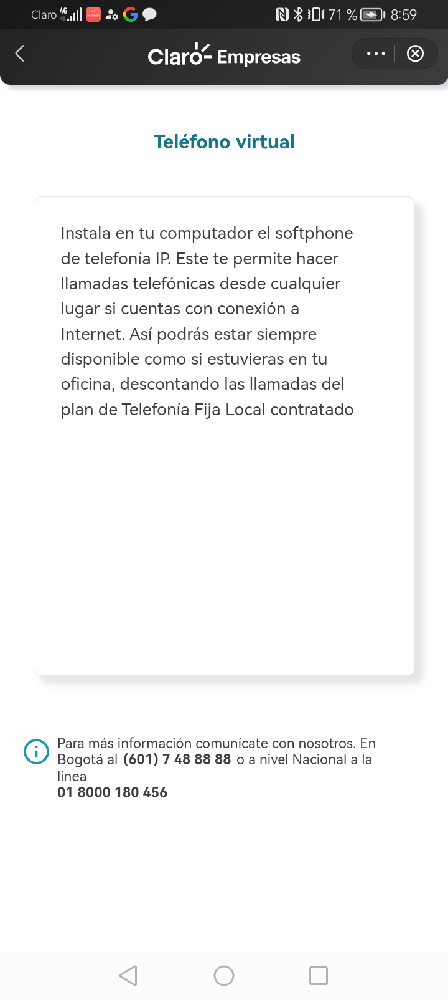 Claro 4G 71 % 8:59
Claro Empresas
Teléfono virtual
Instala en tu computador el softphone
de telefonía IP. Este te permite hacer
llamadas telefónicas desde cualquier
lugar si cuentas con conexión a
Internet. Así podrás estar siempre
disponible como si estuvieras en tu
oficina, descontando las llamadas del
plan de Telefonía Fija Local contratado
Para más información comunícate con nosotros. En
Bogotá al (601) 7 48 88 88 o a nivel Nacional a la
línea
01 8000 180 456